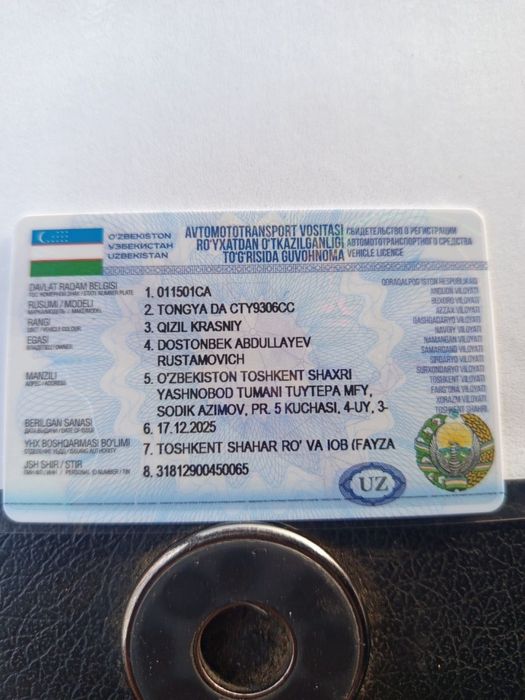 O'ZBEKISTON
УЗБЕКИСТАН
UZBEKISTAN
AVTOMOTOTRANSPORT VOSITASI
RO'YXATDAN O'TKAZILGANLIGI
TO'G'RISIDA GUVOHNOMA
СВИДЕТЕЛЬСТВО О РЕГИСТРАЦИИ
АВТОМОТОТРАНСПОРТНОГО СРЕДСТВА
VEHICLE LICENCE
DAVLAT RAQAM BELGISI
1. 011501CA
RUSUMI / MODELI
2. TONGYA DA CTY9306CC
RANGI
3. QIZIL KRASNIY
EGASI
4. DOSTONBEK ABDULLAYEV
RUSTAMOVICH
MANZILI
5. O'ZBEKISTON TOSHKENT SHAXRI
YASHNOBOD TUMANI TUYTEPA MFY,
SODIK AZIMOV, PR. 5 KUCHASI, 4-UY, 3-
BERILGAN SANASI
6. 17.12.2025
YHX BOSHQARMASI BO'LIMI
7. TOSHKENT SHAHAR RO' VA IOB (FAYZA
JSH SHIR / STIR
8. 31812900450065
QORAQALPOG'ISTON RESPUBLIKASI
ANDIJON VILOYATI
BUXORO VILOYATI
JIZZAX VILOYATI
QASHQADARYO VILOYATI
NAVOIY VILOYATI
NAMANGAN VILOYATI
SAMARQAND VILOYATI
SIRDARYO VILOYATI
SURXONDARYO VILOYATI
TOSHKENT VILOYATI
FARG'ONA VILOYATI
XORAZM VILOYATI
TOSHKENT SHAHRI
UZ